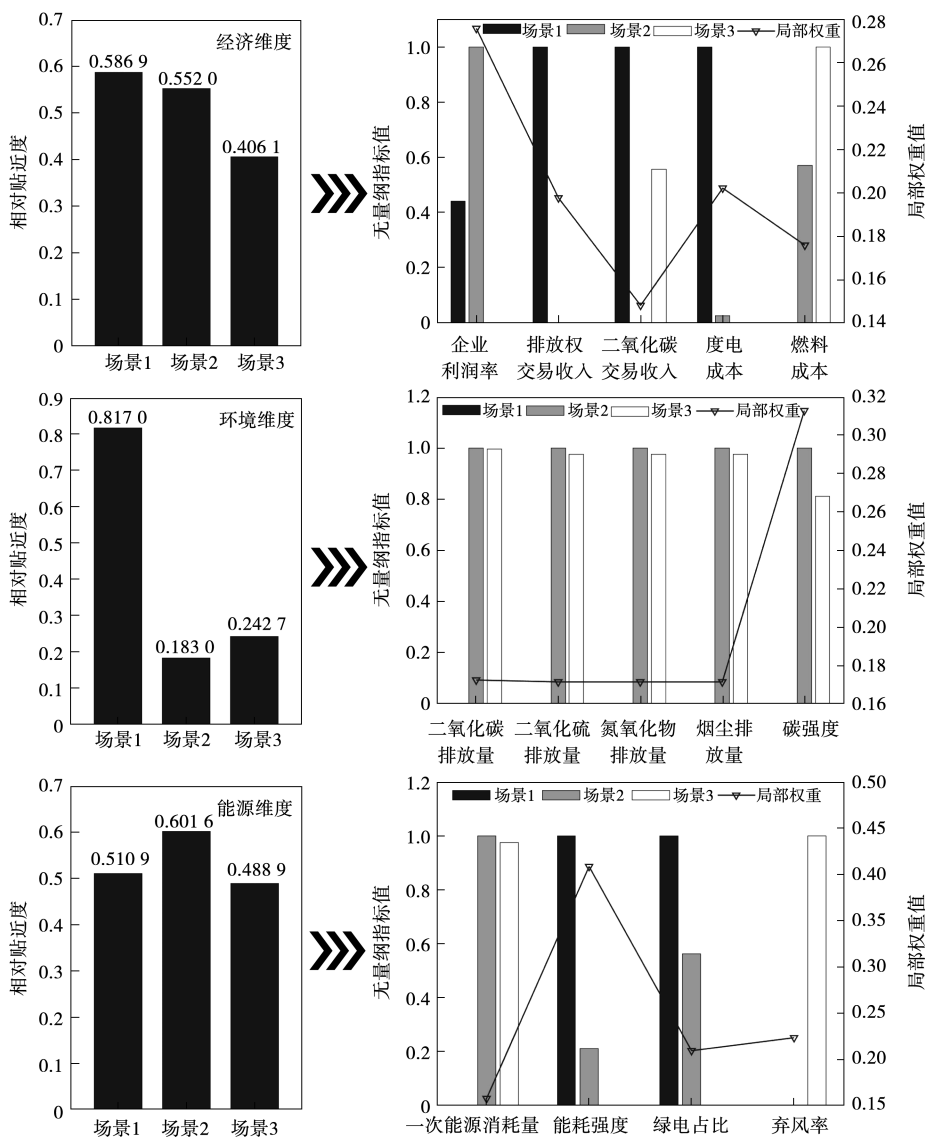 经济维度
0.7
0.6
0.5
0.4
0.3
0.2
0.1
0
相对贴近度
0.586 9
0.552 0
0.406 1
场景1 场景2 场景3
场景1 场景2 场景3 局部权重
1.0
0.8
0.6
0.4
0.2
0
无量纲指标值
0.28
0.26
0.24
0.22
0.20
0.18
0.16
0.14
局部权重值
企业
利润率
排放权
交易收入
二氧化碳
交易收入
度电
成本
燃料
成本
环境维度
0.9
0.8
0.7
0.6
0.5
0.4
0.3
0.2
0.1
0
相对贴近度
0.817 0
0.183 0
0.242 7
场景1 场景2 场景3
场景1 场景2 场景3 局部权重
1.2
1.0
0.8
0.6
0.4
0.2
0
无量纲指标值
0.32
0.30
0.28
0.26
0.24
0.22
0.20
0.18
0.16
局部权重值
二氧化碳
排放量
二氧化硫
排放量
氮氧化物
排放量
烟尘排
放量
碳强度
能源维度
0.7
0.6
0.5
0.4
0.3
0.2
0.1
0
相对贴近度
0.510 9
0.601 6
0.488 9
场景1 场景2 场景3
场景1 场景2 场景3 局部权重
1.2
1.0
0.8
0.6
0.4
0.2
0
无量纲指标值
0.50
0.45
0.40
0.35
0.30
0.25
0.20
0.15
局部权重值
一次能源消耗量 能耗强度 绿电占比 弃风率